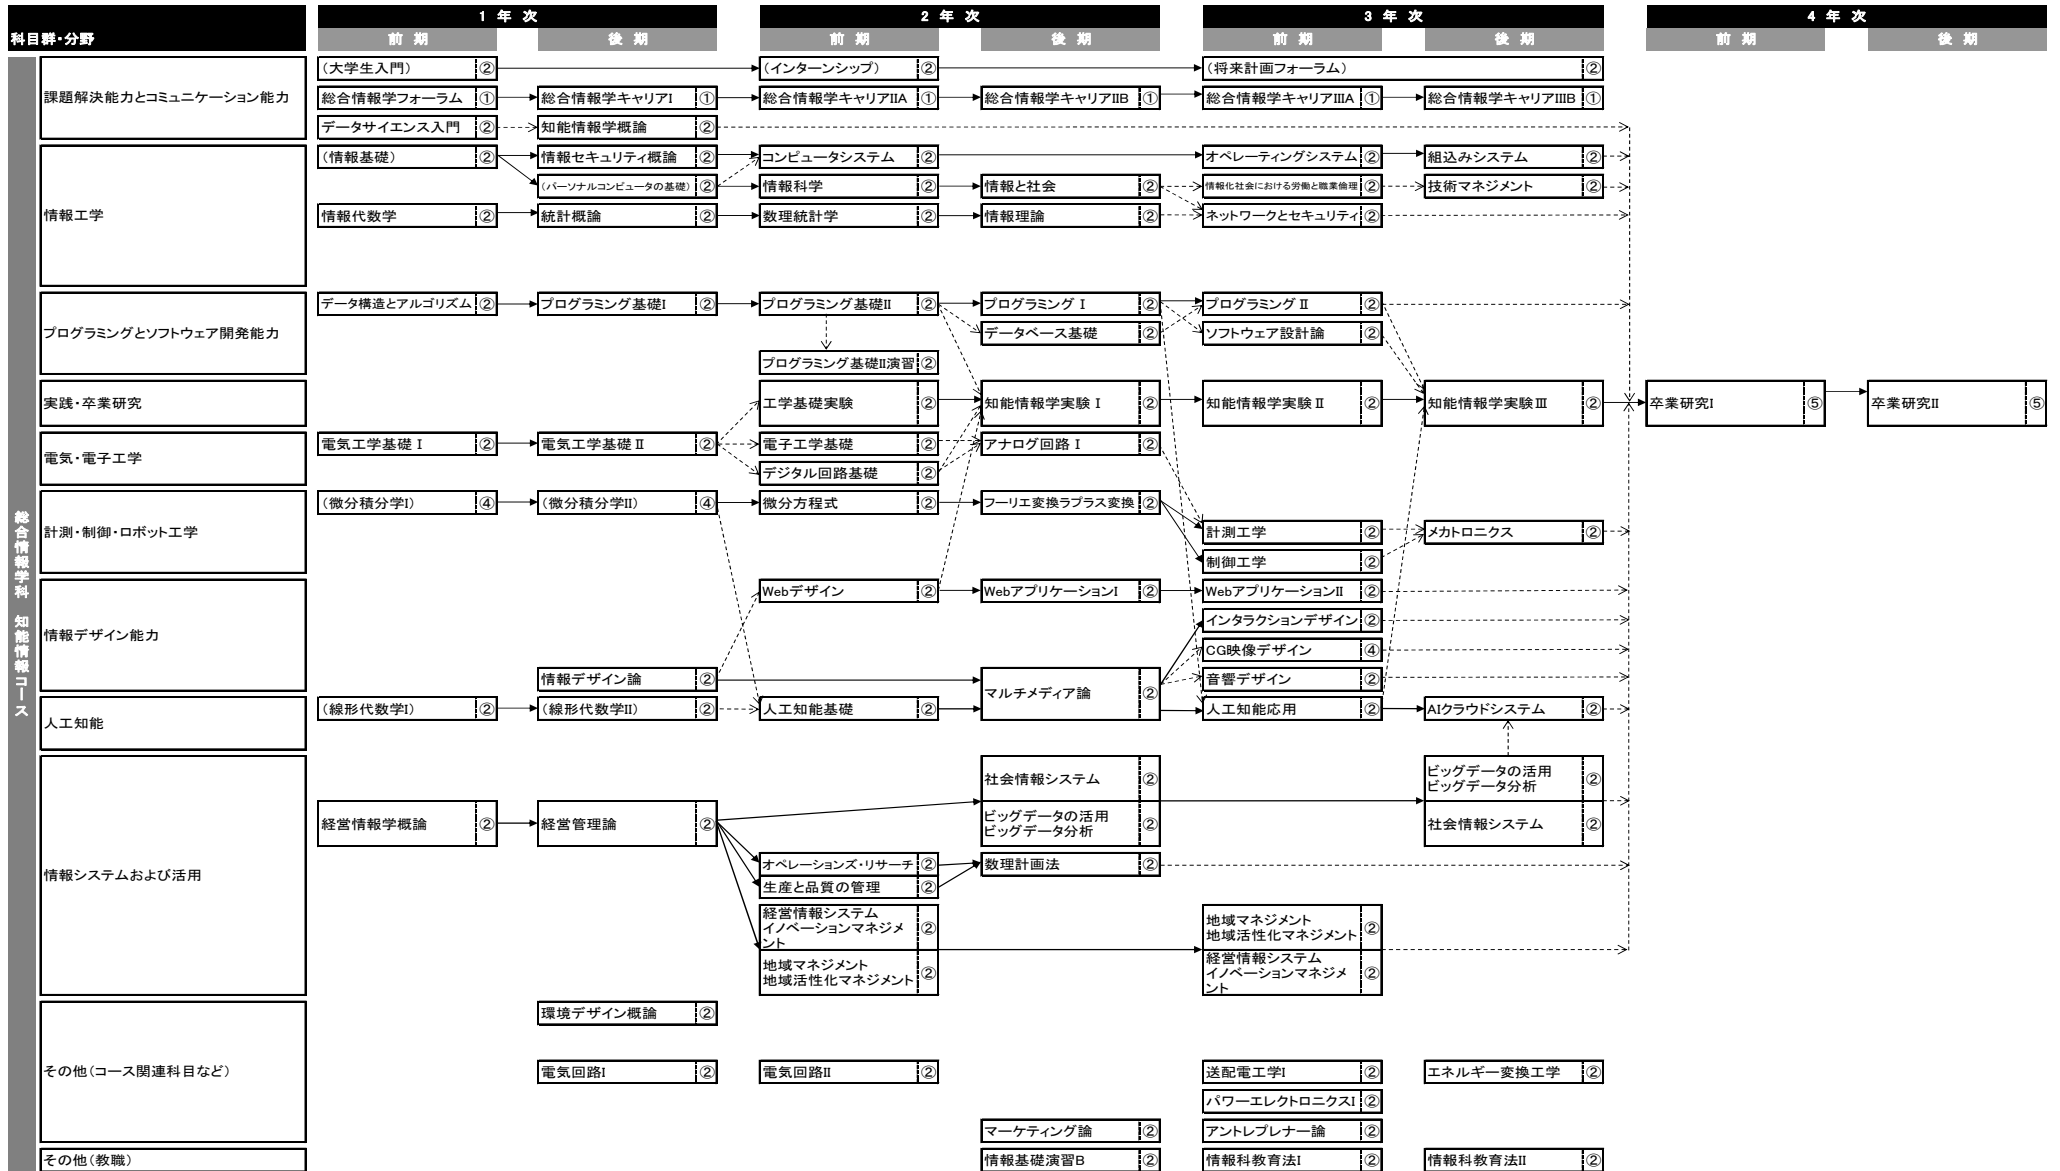 1 年 次
2 年 次
3 年 次
4 年 次
科目群・分野
前 期
後 期
前 期
後 期
前 期
後 期
前 期
後 期
総合情報学科 知能情報コース
課題解決能力とコミュニケーション能力
(大学生入門) ②
(インターンシップ) ②
(将来計画フォーラム) ②
総合情報学フォーラム ①
総合情報学キャリアI ①
総合情報学キャリアIIA ①
総合情報学キャリアIIB ①
総合情報学キャリアIIIA ①
総合情報学キャリアIIIB ①
データサイエンス入門 ②
知能情報学概論 ②
情報工学
(情報基礎) ②
情報セキュリティ概論 ②
コンピュータシステム ②
オペレーティングシステム ②
組込みシステム ②
(パーソナルコンピュータの基礎) ②
情報科学 ②
情報と社会 ②
情報化社会における労働と職業倫理 ②
技術マネジメント ②
情報代数学 ②
統計概論 ②
数理統計学 ②
情報理論 ②
ネットワークとセキュリティ ②
プログラミングとソフトウェア開発能力
データ構造とアルゴリズム ②
プログラミング基礎I ②
プログラミング基礎II ②
プログラミング I ②
プログラミング II ②
データベース基礎 ②
ソフトウェア設計論 ②
プログラミング基礎II演習 ②
実践・卒業研究
工学基礎実験 ②
知能情報学実験 I ②
知能情報学実験 II ②
知能情報学実験 III ②
卒業研究I ⑤
卒業研究II ⑤
電気・電子工学
電気工学基礎 I ②
電気工学基礎 II ②
電子工学基礎 ②
アナログ回路 I ②
デジタル回路基礎 ②
計測・制御・ロボット工学
(微分積分学I) ④
(微分積分学II) ④
微分方程式 ②
フーリエ変換ラプラス変換 ②
計測工学 ②
メカトロニクス ②
制御工学 ②
情報デザイン能力
Webデザイン ②
WebアプリケーションI ②
WebアプリケーションII ②
インタラクションデザイン ②
CG映像デザイン ④
情報デザイン論 ②
マルチメディア論 ②
音響デザイン ②
人工知能
(線形代数学I) ②
(線形代数学II) ②
人工知能基礎 ②
人工知能応用 ②
AIクラウドシステム ②
情報システムおよび活用
社会情報システム ②
ビッグデータの活用
ビッグデータ分析 ②
経営情報学概論 ②
経営管理論 ②
ビッグデータの活用
ビッグデータ分析 ②
社会情報システム ②
オペレーションズ・リサーチ ②
数理計画法 ②
生産と品質の管理 ②
経営情報システム
イノベーションマネジメ
ント ②
地域マネジメント
地域活性化マネジメント ②
地域マネジメント
地域活性化マネジメント ②
経営情報システム
イノベーションマネジメ
ント ②
その他(コース関連科目など)
環境デザイン概論 ②
電気回路I ②
電気回路II ②
送配電工学I ②
エネルギー変換工学 ②
パワーエレクトロニクスI ②
マーケティング論 ②
アントレプレナー論 ②
その他(教職)
情報基礎演習B ②
情報科教育法I ②
情報科教育法II ②